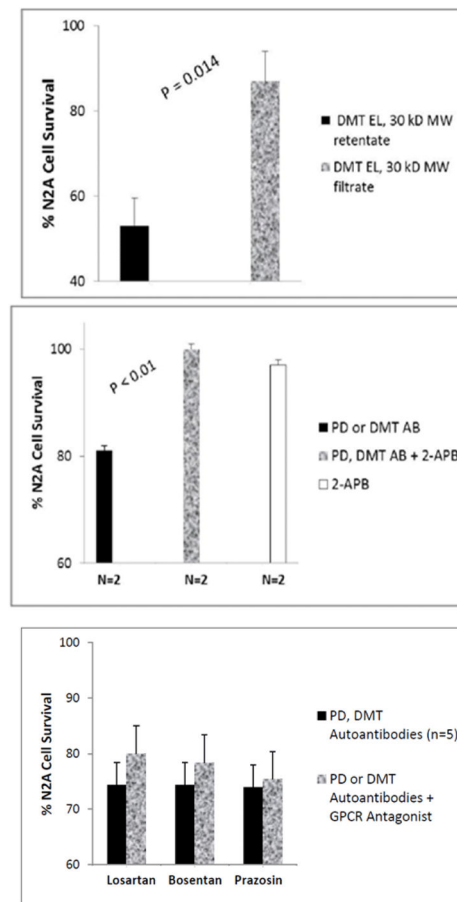 % N2A Cell Survival
100
80
60
40
P = 0.014
DMT EL, 30 kD MW
retentate
DMT EL, 30 kD MW
filtrate
% N2A Cell Survival
100
80
60
P < 0.01
N=2
N=2
N=2
PD or DMT AB
PD, DMT AB + 2-APB
2-APB
% N2A Cell Survival
100
90
80
70
60
Losartan
Bosentan
Prazosin
PD, DMT
Autoantibodies (n=5)
PD or DMT
Autoantibodies +
GPCR Antagonist